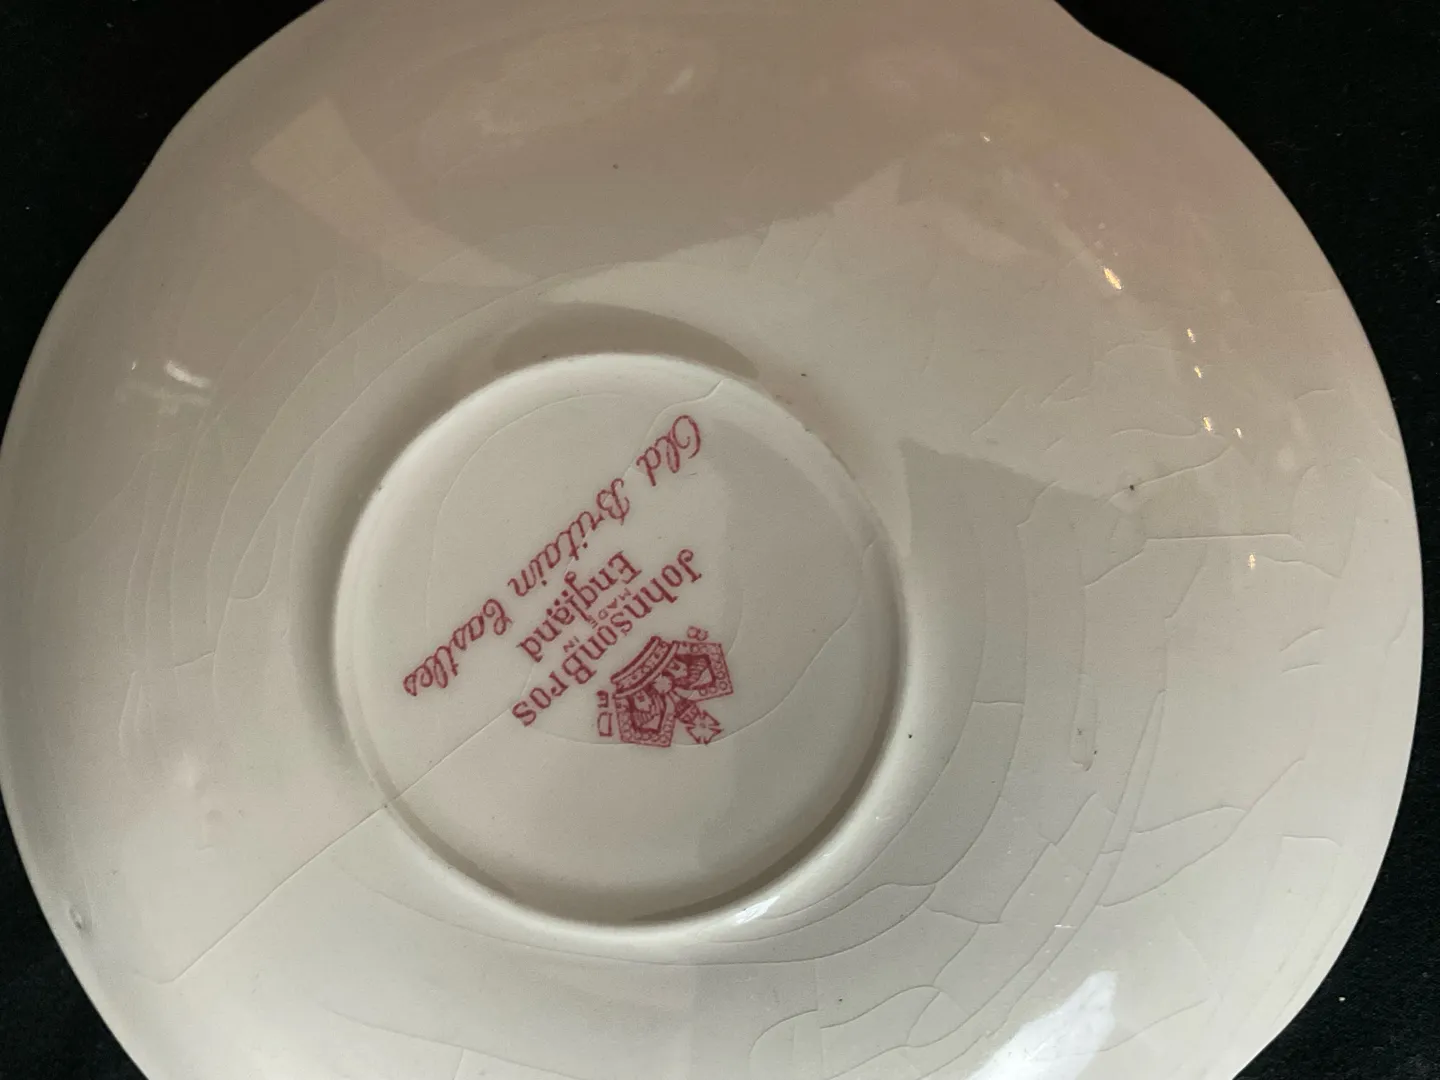 JohnsonBros
MADE IN
England
Old Britain Castles